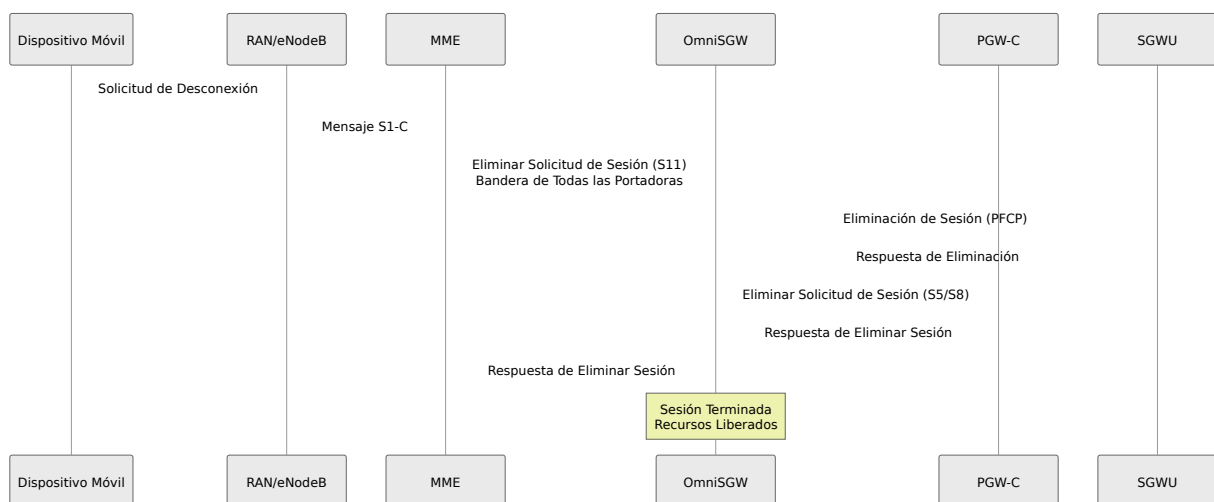 Dispositivo Móvil
RAN/eNodeB
MME
OmniSGW
PGW-C
SGWU
Solicitud de Desconexión
Mensaje S1-C
Eliminar Solicitud de Sesión (S11)
Bandera de Todas las Portadoras
Eliminación de Sesión (PFCP)
Respuesta de Eliminación
Eliminar Solicitud de Sesión (S5/S8)
Respuesta de Eliminar Sesión
Respuesta de Eliminar Sesión
Sesión Terminada
Recursos Liberados
Dispositivo Móvil
RAN/eNodeB
MME
OmniSGW
PGW-C
SGWU